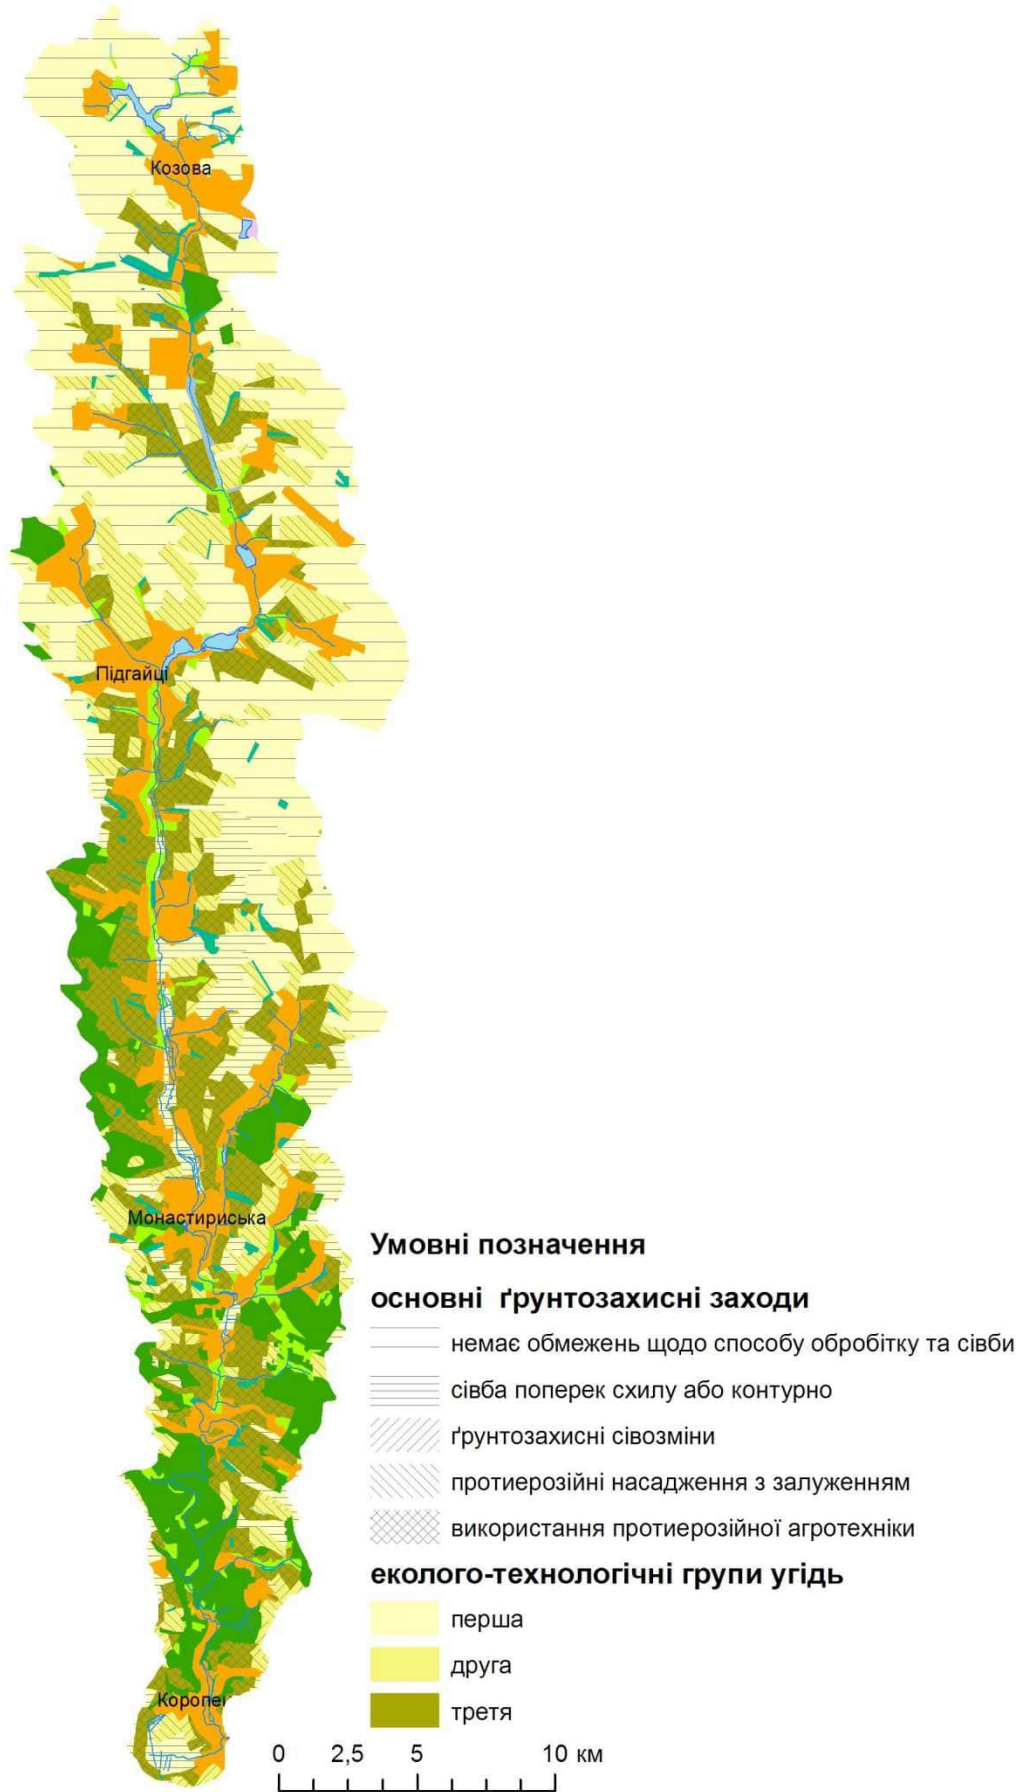 Козова
Підгайці
Монастириська
Умовні позначення
основні ґрунтозахисні заходи
немає обмежень щодо способу обробітку та сівби
сівба поперек схилу або контурно
ґрунтозахисні сівозміни
протиерозійні насадження з залуженням
використання протиерозійної агротехніки
еколого-технологічні групи угідь
перша
друга
третя
Коропец
0 2,5 5 10 км